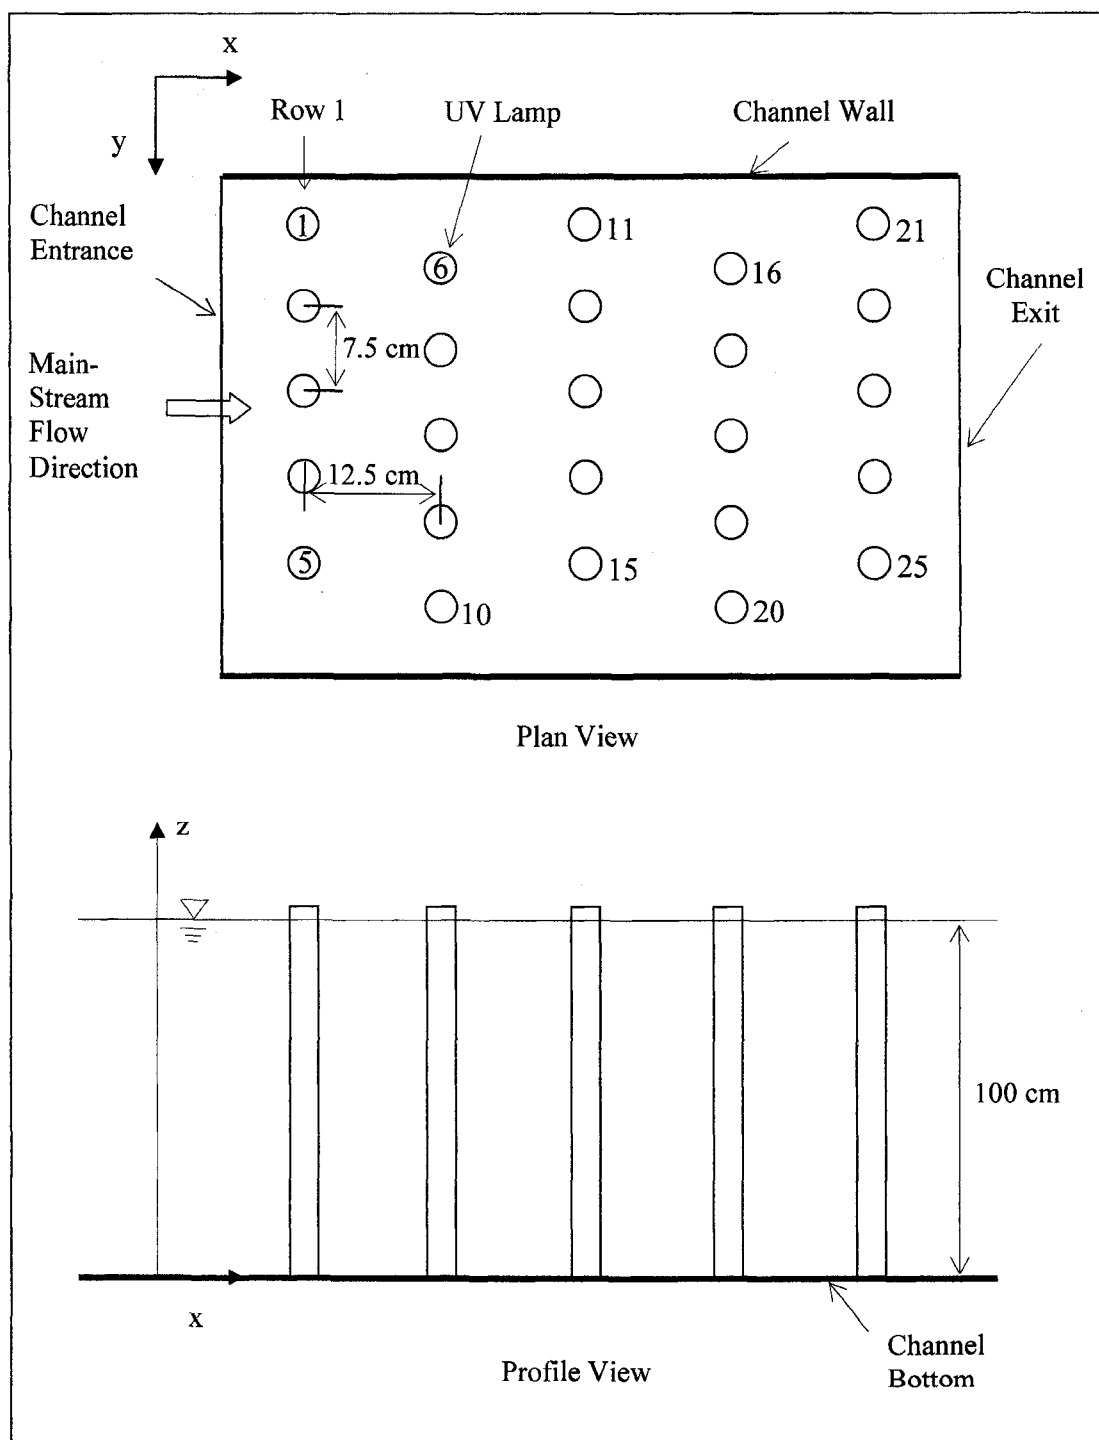 x
y
Row 1
UV Lamp
Channel Wall
Channel
Entrance
1
11
21
6
16
Channel
Exit
7.5 cm
Main-
Stream
Flow
Direction
12.5 cm
5
15
25
10
20
Plan View
z
100 cm
x
Channel
Bottom
Profile View